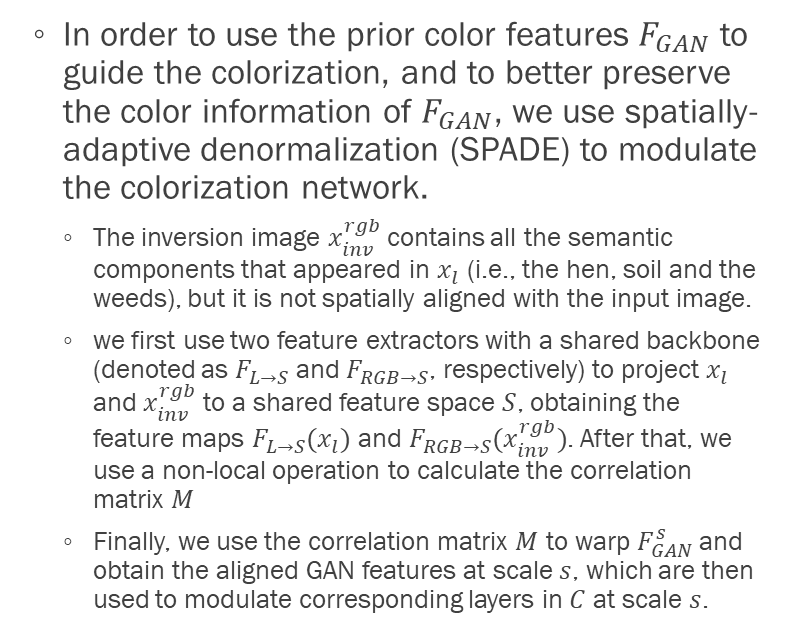 ◦ In order to use the prior color features $F_{GAN}$ to
guide the colorization, and to better preserve
the color information of $F_{GAN}$, we use spatially-
adaptive denormalization (SPADE) to modulate
the colorization network.
◦ The inversion image $x_{inv}^{rgb}$ contains all the semantic
components that appeared in $x_l$ (i.e., the hen, soil and the
weeds), but it is not spatially aligned with the input image.
◦ we first use two feature extractors with a shared backbone
(denoted as $F_{L→S}$ and $F_{RGB→S}$, respectively) to project $x_l$
and $x_{inv}^{rgb}$ to a shared feature space $S$, obtaining the
feature maps $F_{L→S}(x_l)$ and $F_{RGB→S}(x_{inv}^{rgb})$. After that, we
use a non-local operation to calculate the correlation
matrix $M$
◦ Finally, we use the correlation matrix $M$ to warp $F_{GAN}^{s}$ and
obtain the aligned GAN features at scale $s$, which are then
used to modulate corresponding layers in $C$ at scale $s$.